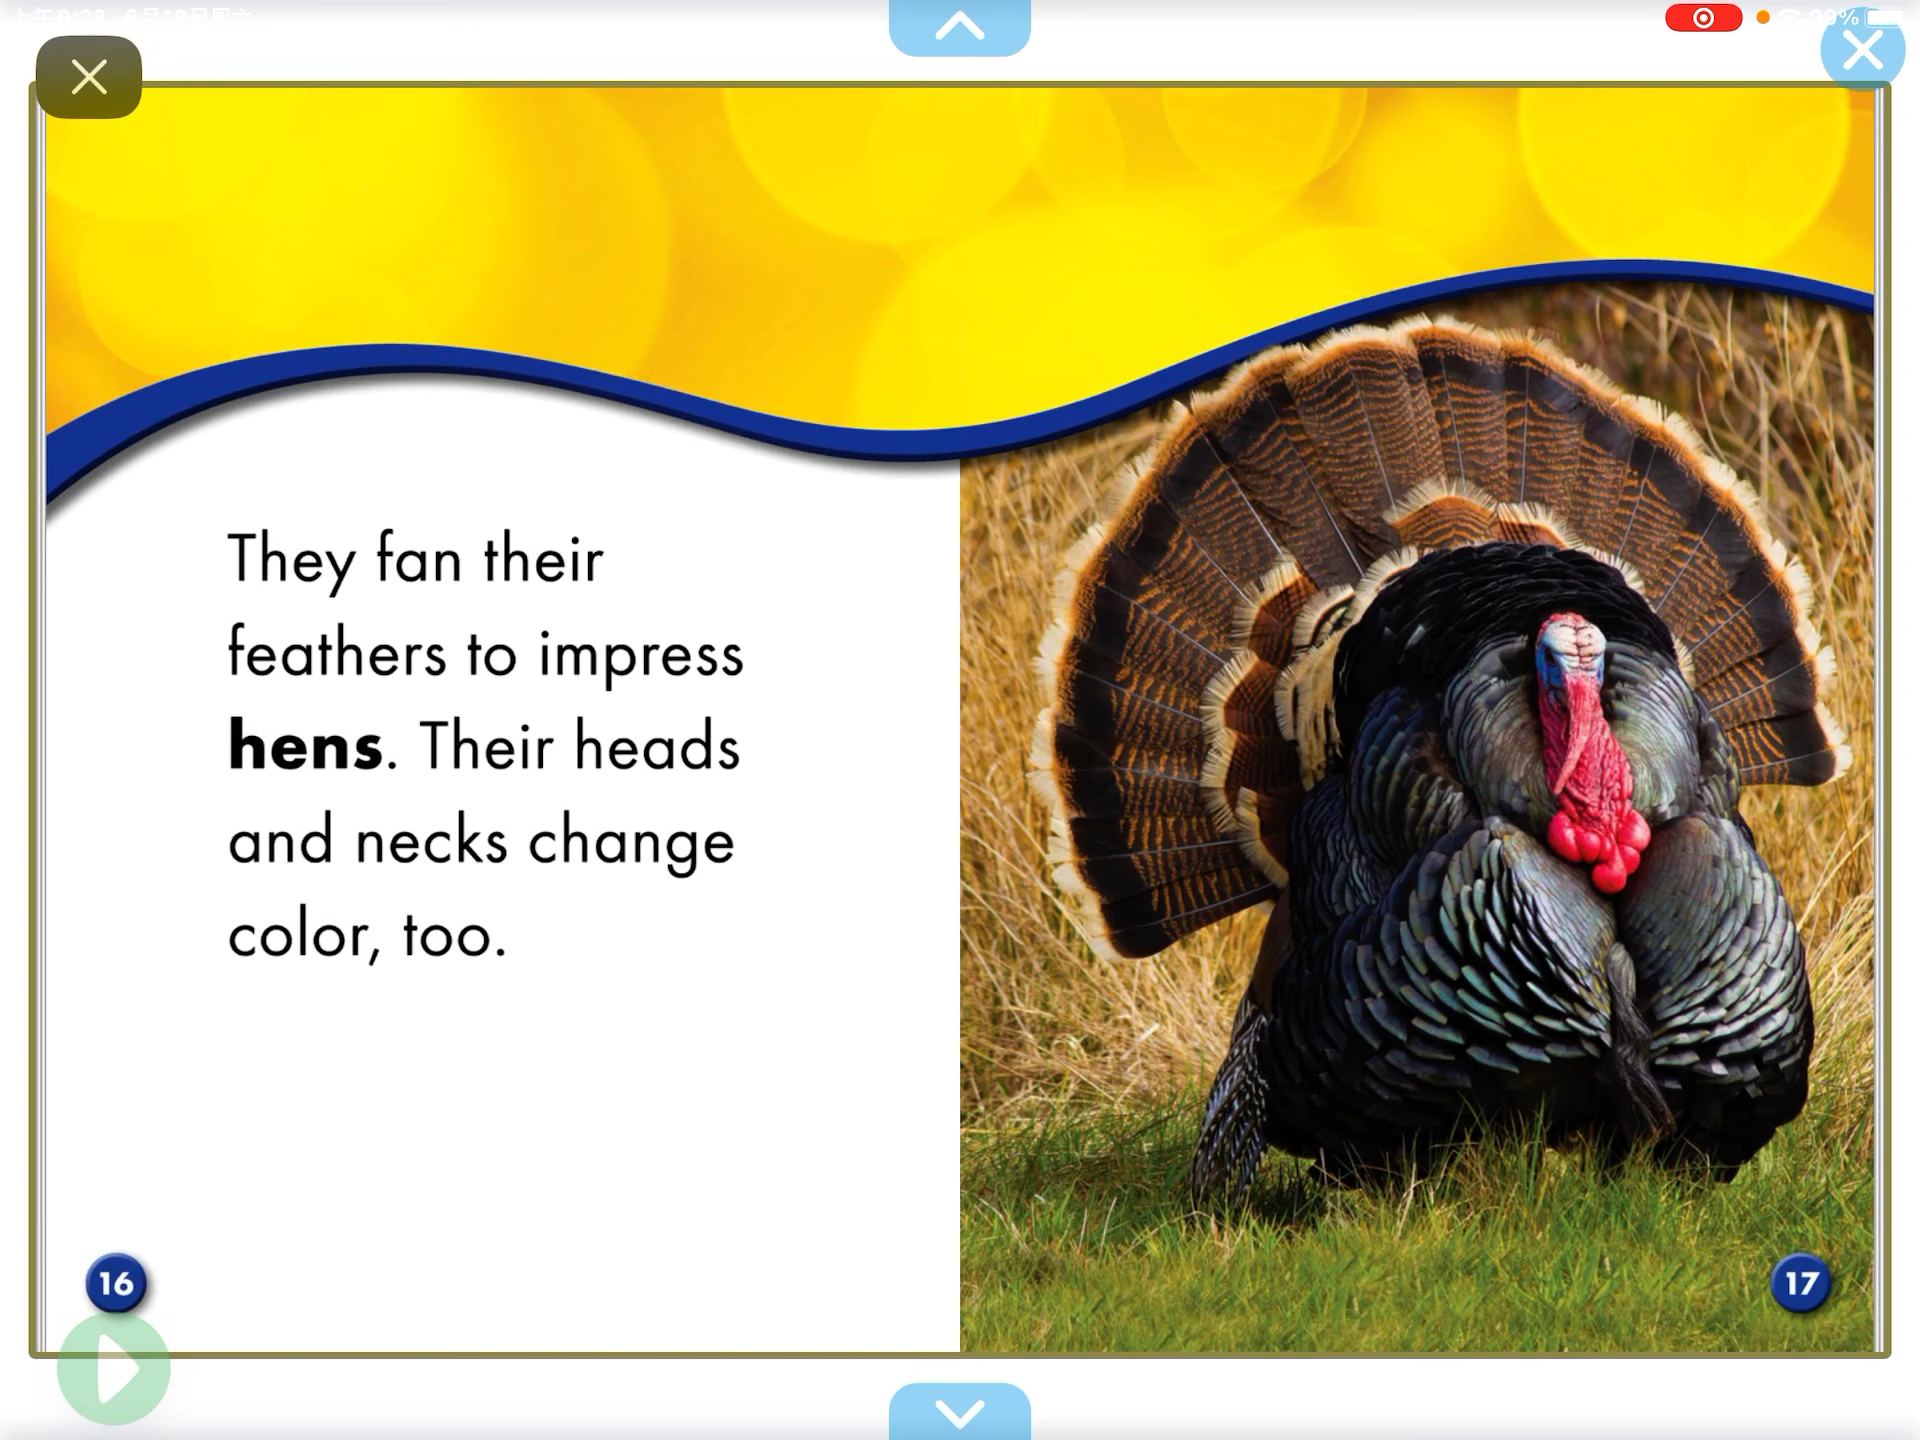 They fan their
feathers to impress
hens. Their heads
and necks change
color, too.
16
17